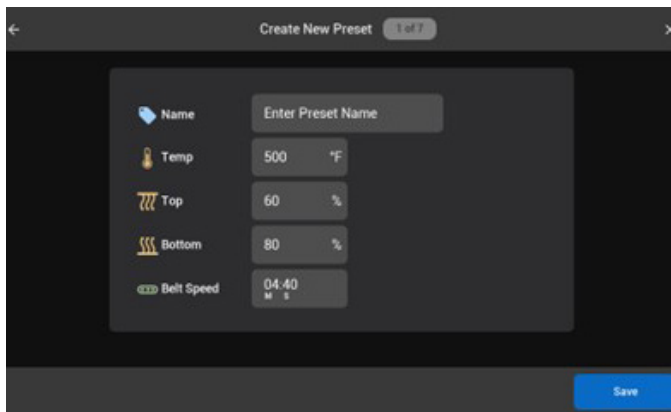 Create New Preset 1 of 7
Name Enter Preset Name
Temp 500 °F
Top 60 %
Bottom 80 %
Belt Speed 04:40
M S
Save